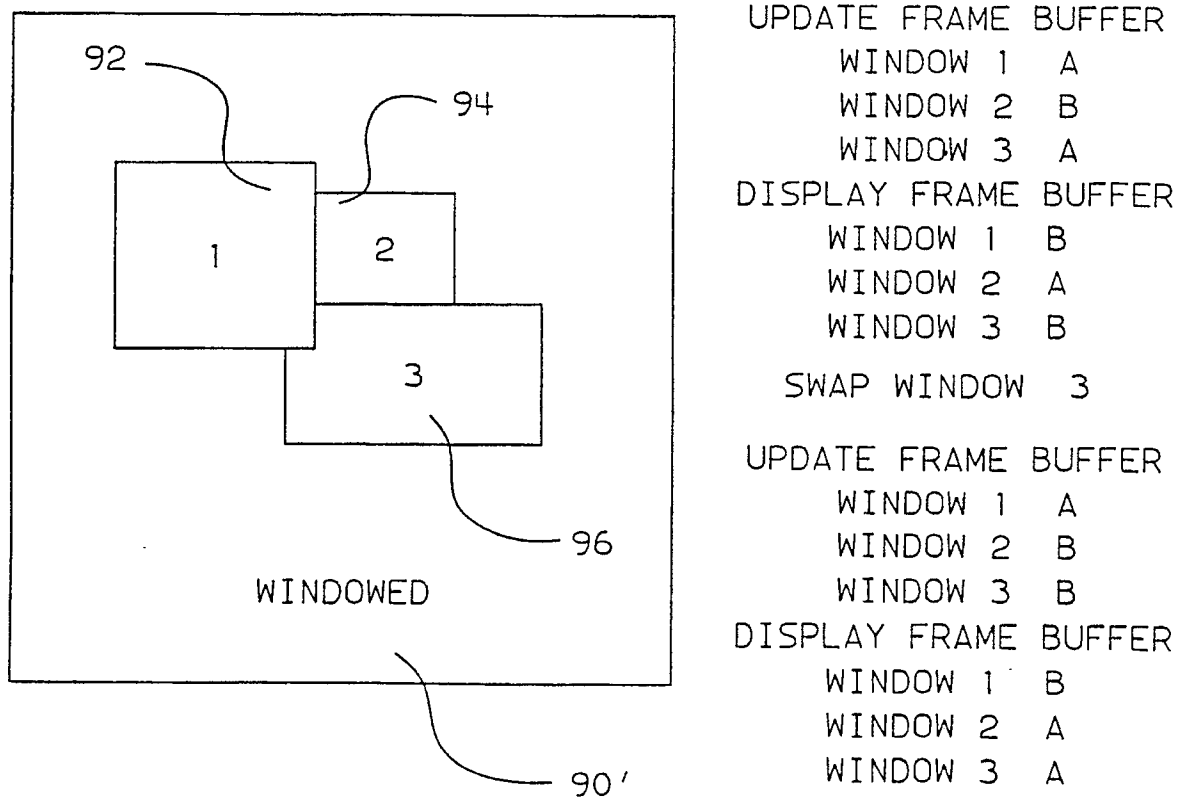 92
94
1
2
3
96
WINDOWED
90'
UPDATE FRAME BUFFER
WINDOW 1 A
WINDOW 2 B
WINDOW 3 A
DISPLAY FRAME BUFFER
WINDOW 1 B
WINDOW 2 A
WINDOW 3 B
SWAP WINDOW 3
UPDATE FRAME BUFFER
WINDOW 1 A
WINDOW 2 B
WINDOW 3 B
DISPLAY FRAME BUFFER
WINDOW 1 B
WINDOW 2 A
WINDOW 3 A